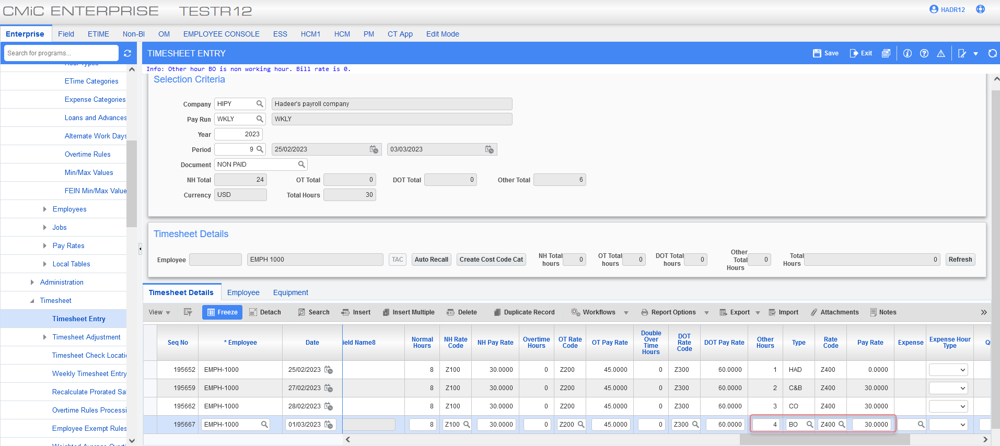 CMiC ENTERPRISE TESTR12
HADR12
Enterprise Field ETIME Non-BI OM EMPLOYEE CONSOLE ESS HCM1 HCM PM CT App Edit Mode
Search for programs...
TIMESHEET ENTRY
Save Exit
Info: Other hour BO is non working hour. Bill rate is 0.
Hour Types
ETime Categories
Expense Categories
Loans and Advances
Alternate Work Days
Overtime Rules
Min/Max Values
FEIN Min/Max Value
Employees
Jobs
Pay Rates
Local Tables
Administration
Timesheet
Timesheet Entry
Timesheet Adjustment
Timesheet Check Locatio
Weekly Timesheet Entry
Recalculate Prorated Sa
Overtime Rules Processi
Employee Exempt Rules
Weighted Average Overti
Selection Criteria
Company HIPY Hadeer's payroll company
Pay Run WKLY WKLY
Year 2023
Period 9 25/02/2023 03/03/2023
Document NON PAID
NH Total 24 OT Total 0 DOT Total 0 Other Total 6
Currency USD Total Hours 30
Timesheet Details
Employee EMPH 1000 TAC Auto Recall Create Cost Code Cat NH Total hours 0 OT Total hours 0 DOT Total hours 0 Other Total Hours 0 Total Hours 0 Refresh
Timesheet Details Employee Equipment
View Freeze Detach Search Insert Insert Multiple Delete Duplicate Record Workflows Report Options Export Import Attachments Notes
Seq No * Employee Date ield Name8 Normal Hours NH Rate Code NH Pay Rate Overtime Hours OT Rate Code OT Pay Rate Double Over Time Hours DOT Rate Code DOT Pay Rate Other Hours Type Rate Code Pay Rate Expense Expense Hour Type Q
195652 EMPH-1000 25/02/2023 8 Z100 30.0000 0 Z200 45.0000 0 Z300 60.0000 1 HAD Z400 0.0000
195659 EMPH-1000 27/02/2023 8 Z100 30.0000 0 Z200 45.0000 0 Z300 60.0000 2 C&B Z400 30.0000
195662 EMPH-1000 28/02/2023 8 Z100 30.0000 0 Z200 45.0000 0 Z300 60.0000 3 CO Z400 30.0000
195667 EMPH-1000 01/03/2023 8 Z100 30.0000 0 Z200 45.0000 0 Z300 60.0000 4 BO Z400 30.0000